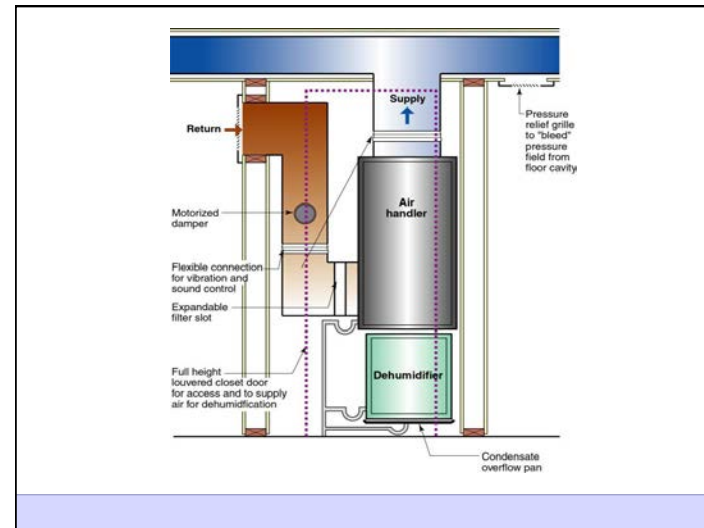 Supply
Return
Pressure
relief grille
to "bleed"
pressure
field from
floor cavity
Air
handler
Motorized
damper
Flexible connection
for vibration and
sound control
Expandable
filter slot
Full height
louvered closet door
for access and to supply
air for dehumidfication
Dehumidifier
Condensate
overflow pan